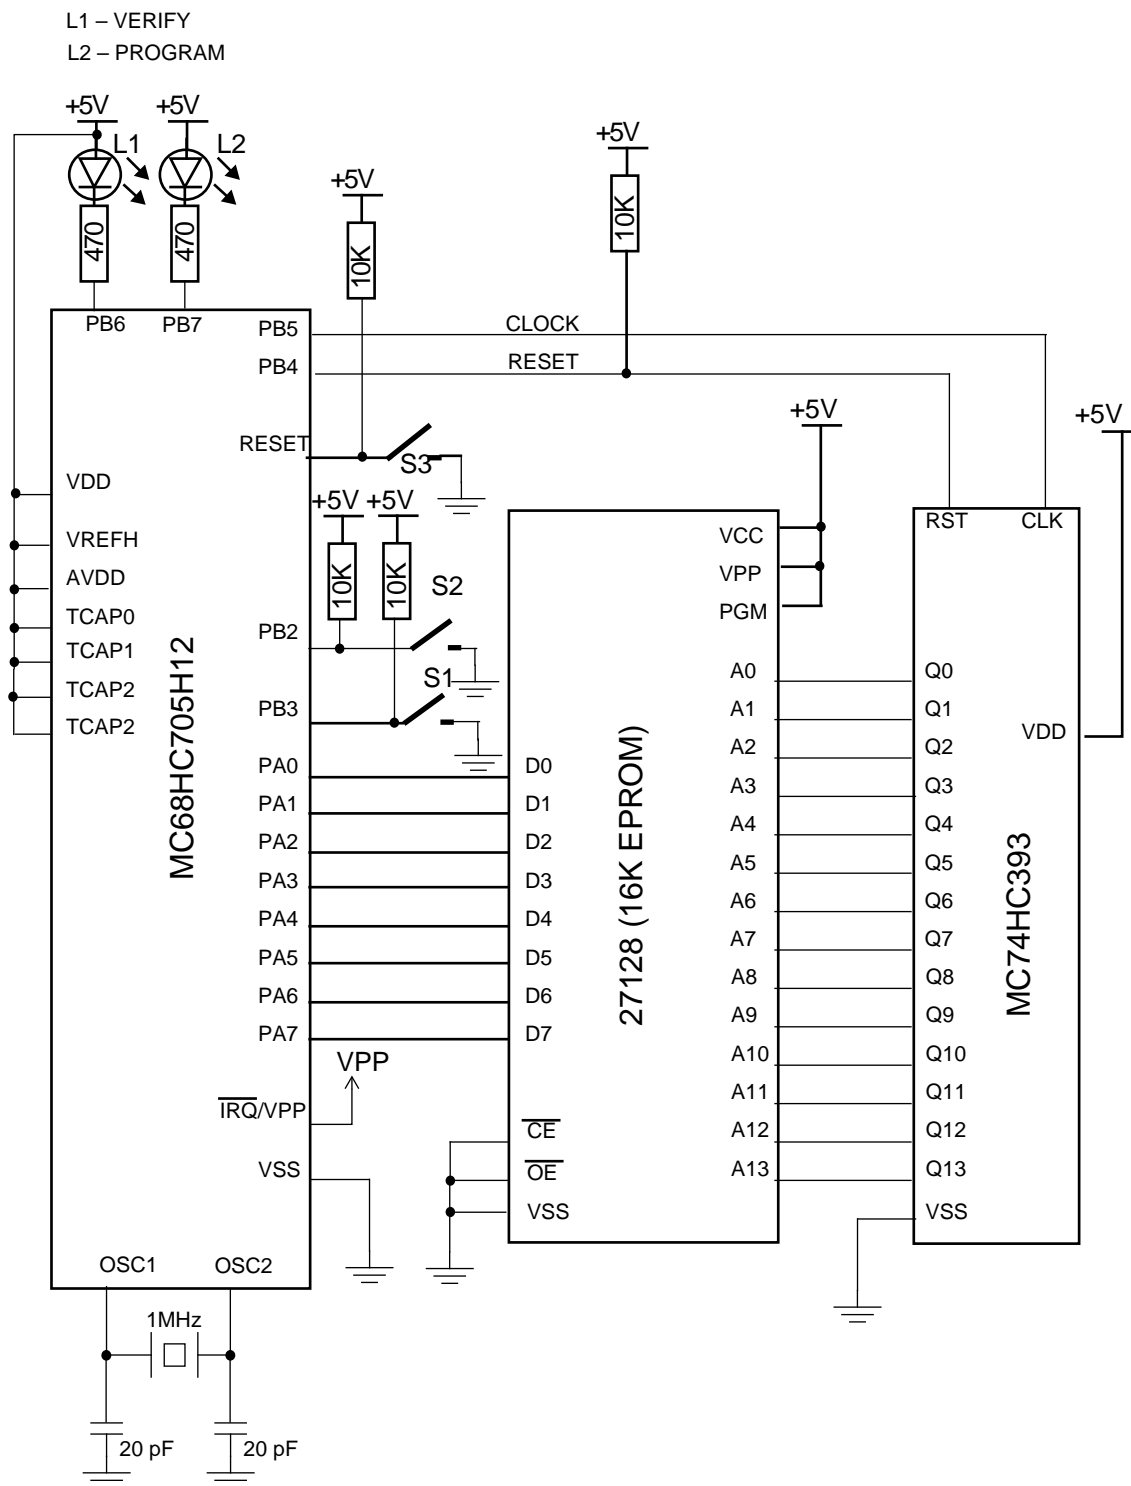 L1 – VERIFY
L2 – PROGRAM
+5V
+5V
L1
L2
470
470
+5V
10K
+5V
10K
PB6
PB7
PB5
CLOCK
PB4
RESET
RESET
S3
+5V
+5V
+5V
+5V
10K
10K
S2
S1
VDD
VREFH
AVDD
TCAP0
TCAP1
TCAP2
TCAP2
MC68HC705H12
PB2
PB3
PA0
PA1
PA2
PA3
PA4
PA5
PA6
PA7
VPP
IRQ/VPP
VSS
OSC1
OSC2
1MHz
20 pF
20 pF
D0
D1
D2
D3
D4
D5
D6
D7
CE
OE
VSS
27128 (16K EPROM)
VCC
VPP
PGM
A0
A1
A2
A3
A4
A5
A6
A7
A8
A9
A10
A11
A12
A13
RST
CLK
Q0
Q1
Q2
Q3
Q4
Q5
Q6
Q7
Q8
Q9
Q10
Q11
Q12
Q13
VSS
VDD
MC74HC393